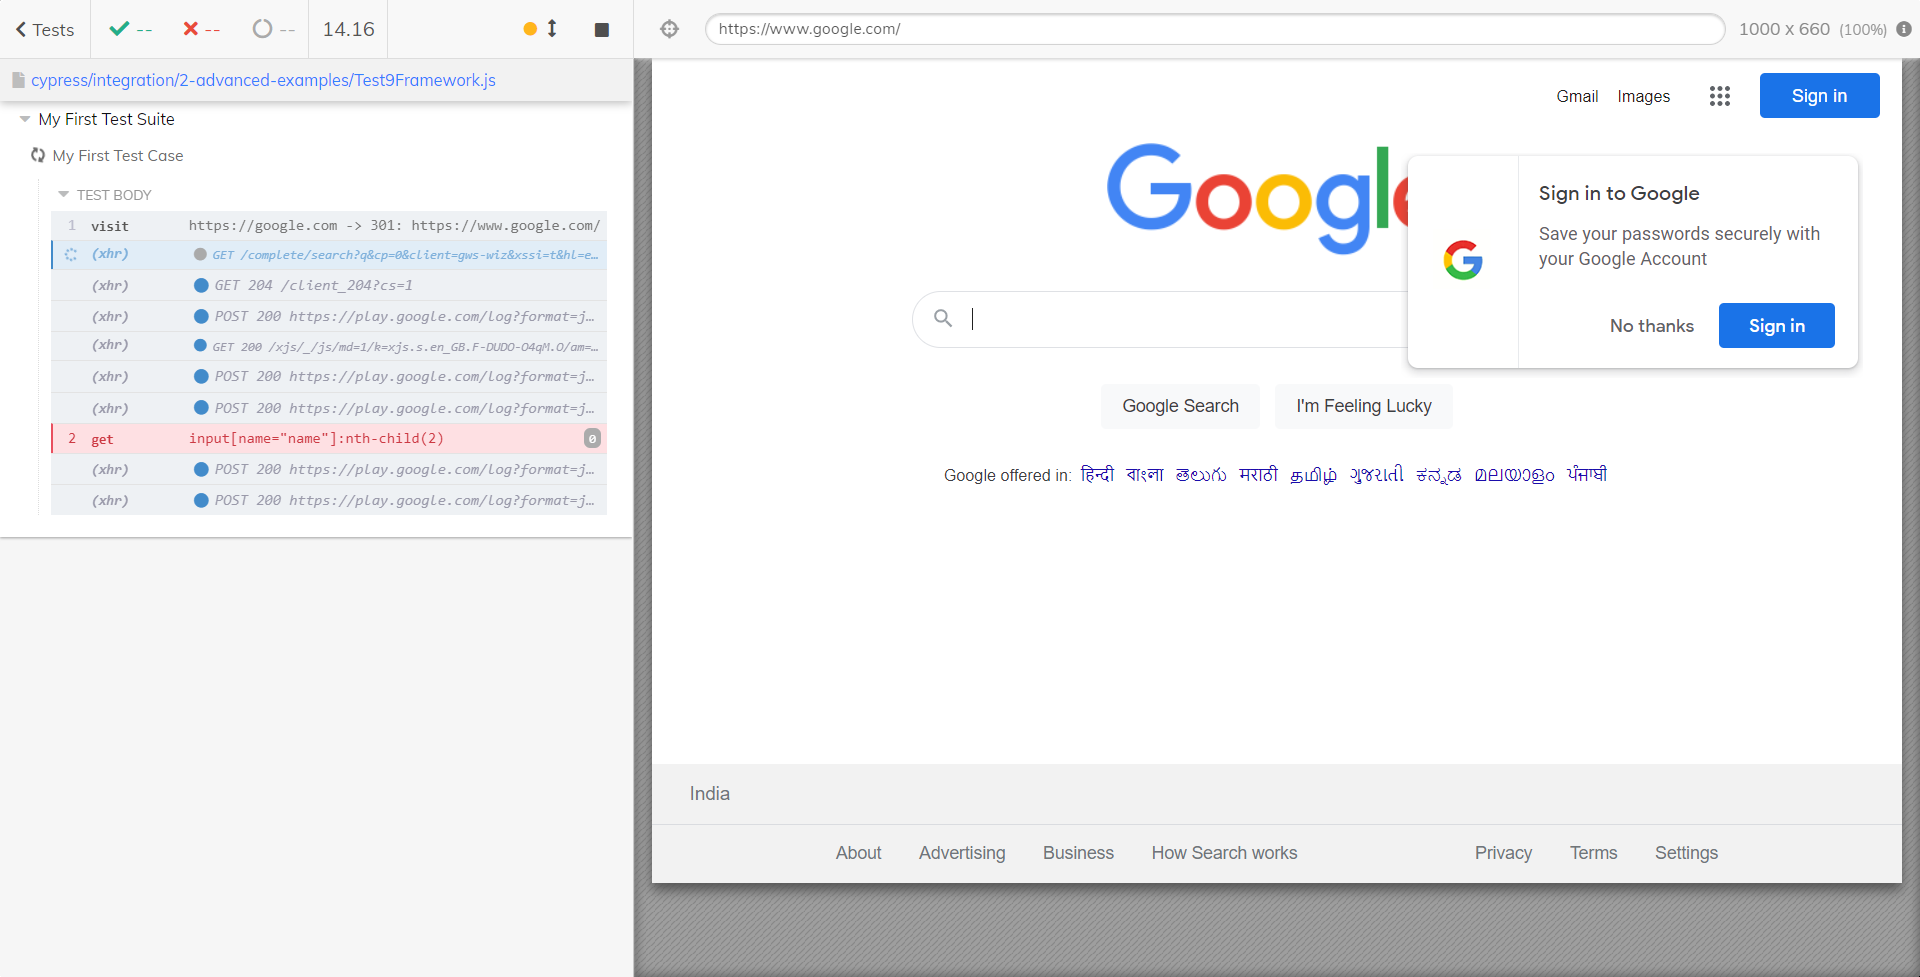 Tests -- -- -- 14.16
cypress/integration/2-advanced-examples/Test9Framework.js
My First Test Suite
My First Test Case
TEST BODY
1 visit https://google.com -> 301: https://www.google.com/
(xhr) GET /complete/search?q&cp=0&client=gws-wiz&xssi=t&hl=e...
(xhr) GET 204 /client_204?cs=1
(xhr) POST 200 https://play.google.com/log?format=j...
(xhr) GET 200 /xjs/_/js/md=1/k=xjs.s.en_GB.F-DUDO-O4qM.O/am=...
(xhr) POST 200 https://play.google.com/log?format=j...
(xhr) POST 200 https://play.google.com/log?format=j...
2 get input[name="name"]:nth-child(2) 0
(xhr) POST 200 https://play.google.com/log?format=j...
(xhr) POST 200 https://play.google.com/log?format=j...
https://www.google.com/ 1000 x 660 (100%)
Gmail Images Sign in
Google
Sign in to Google
Save your passwords securely with
your Google Account
No thanks Sign in
Google Search I'm Feeling Lucky
Google offered in: हिन्दी বাংলা తెలుగు मराठी தமிழ் ગુજરાતી ಕನ್ನಡ മലയാളം ਪੰਜਾਬੀ
India
About Advertising Business How Search works Privacy Terms Settings